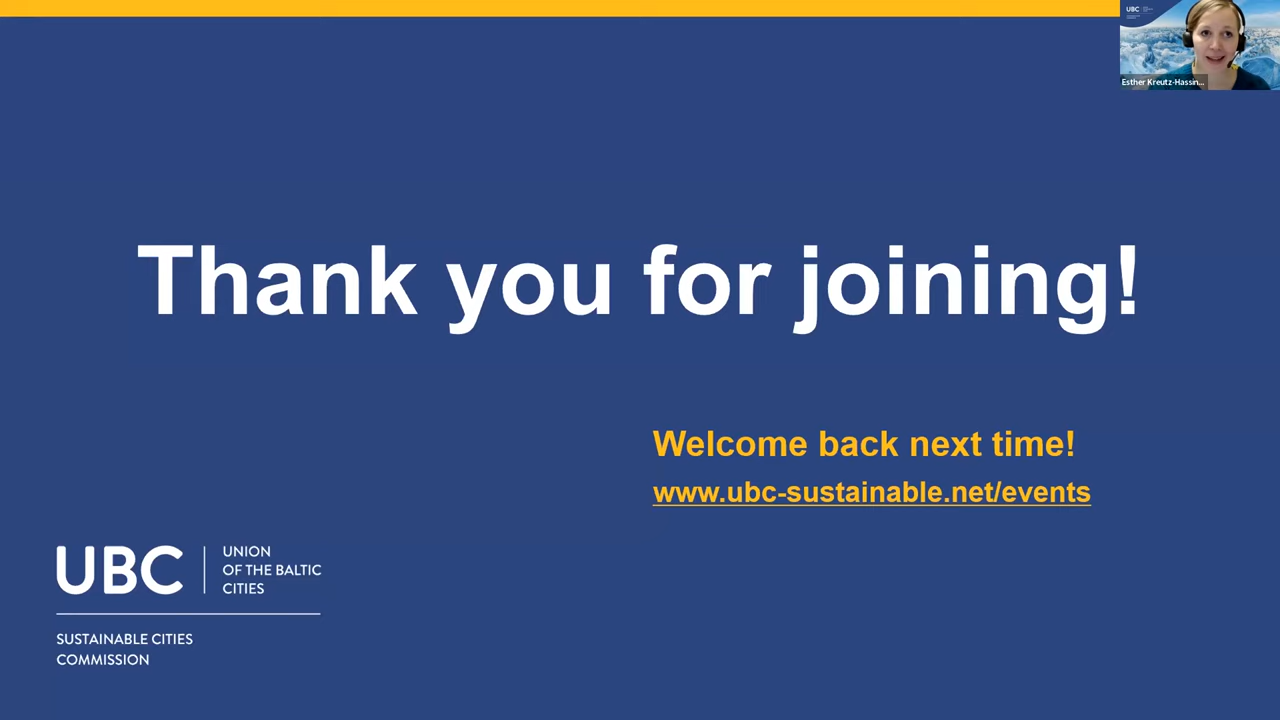 UBC
Esther Kreutz-Hassin...
Thank you for joining!
Welcome back next time!
www.ubc-sustainable.net/events
UBC
UNION
OF THE BALTIC
CITIES
SUSTAINABLE CITIES
COMMISSION